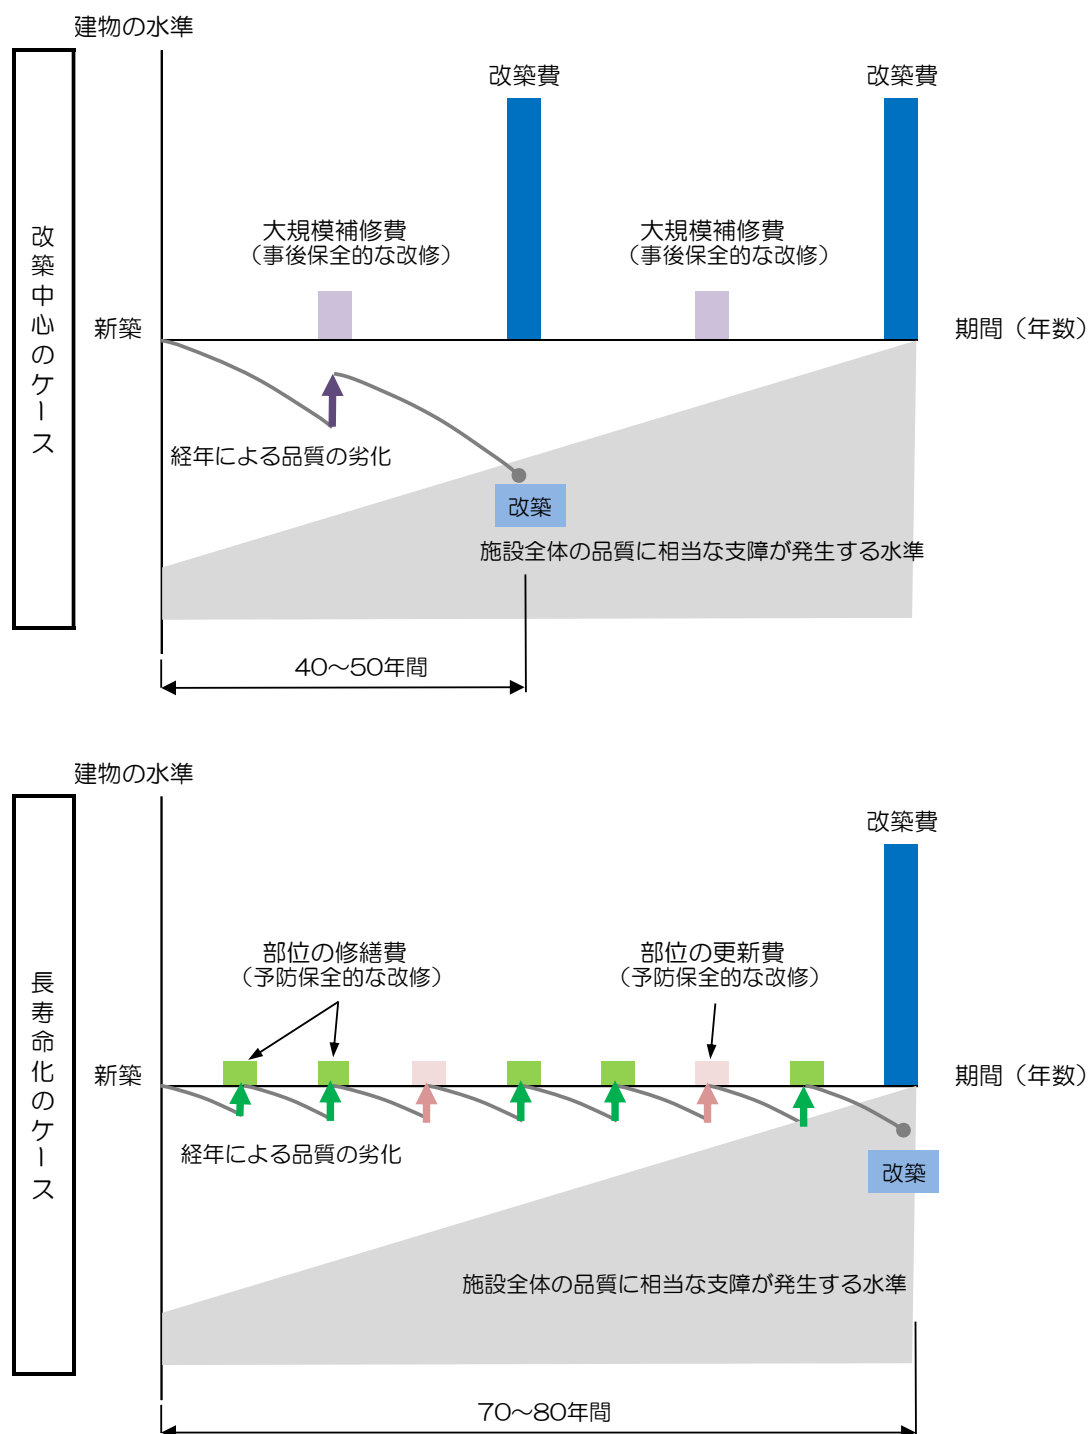 建物の水準
改築中心のケース
改築費
改築費
大規模補修費
（事後保全的な改修）
大規模補修費
（事後保全的な改修）
新築
期間（年数）
経年による品質の劣化
改築
施設全体の品質に相当な支障が発生する水準
40～50年間
建物の水準
長寿命化のケース
改築費
部位の修繕費
（予防保全的な改修）
部位の更新費
（予防保全的な改修）
新築
期間（年数）
経年による品質の劣化
改築
施設全体の品質に相当な支障が発生する水準
70～80年間